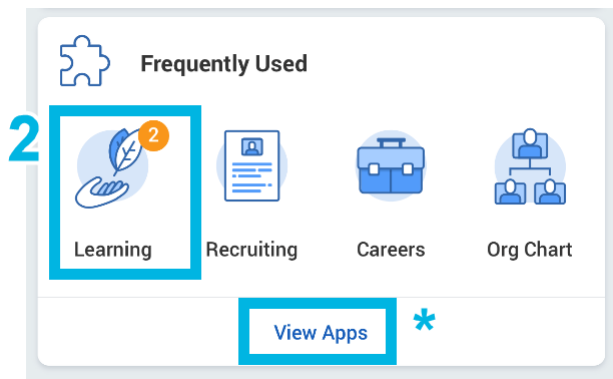 Frequently Used
2
2
Learning Recruiting Careers Org Chart
View Apps *